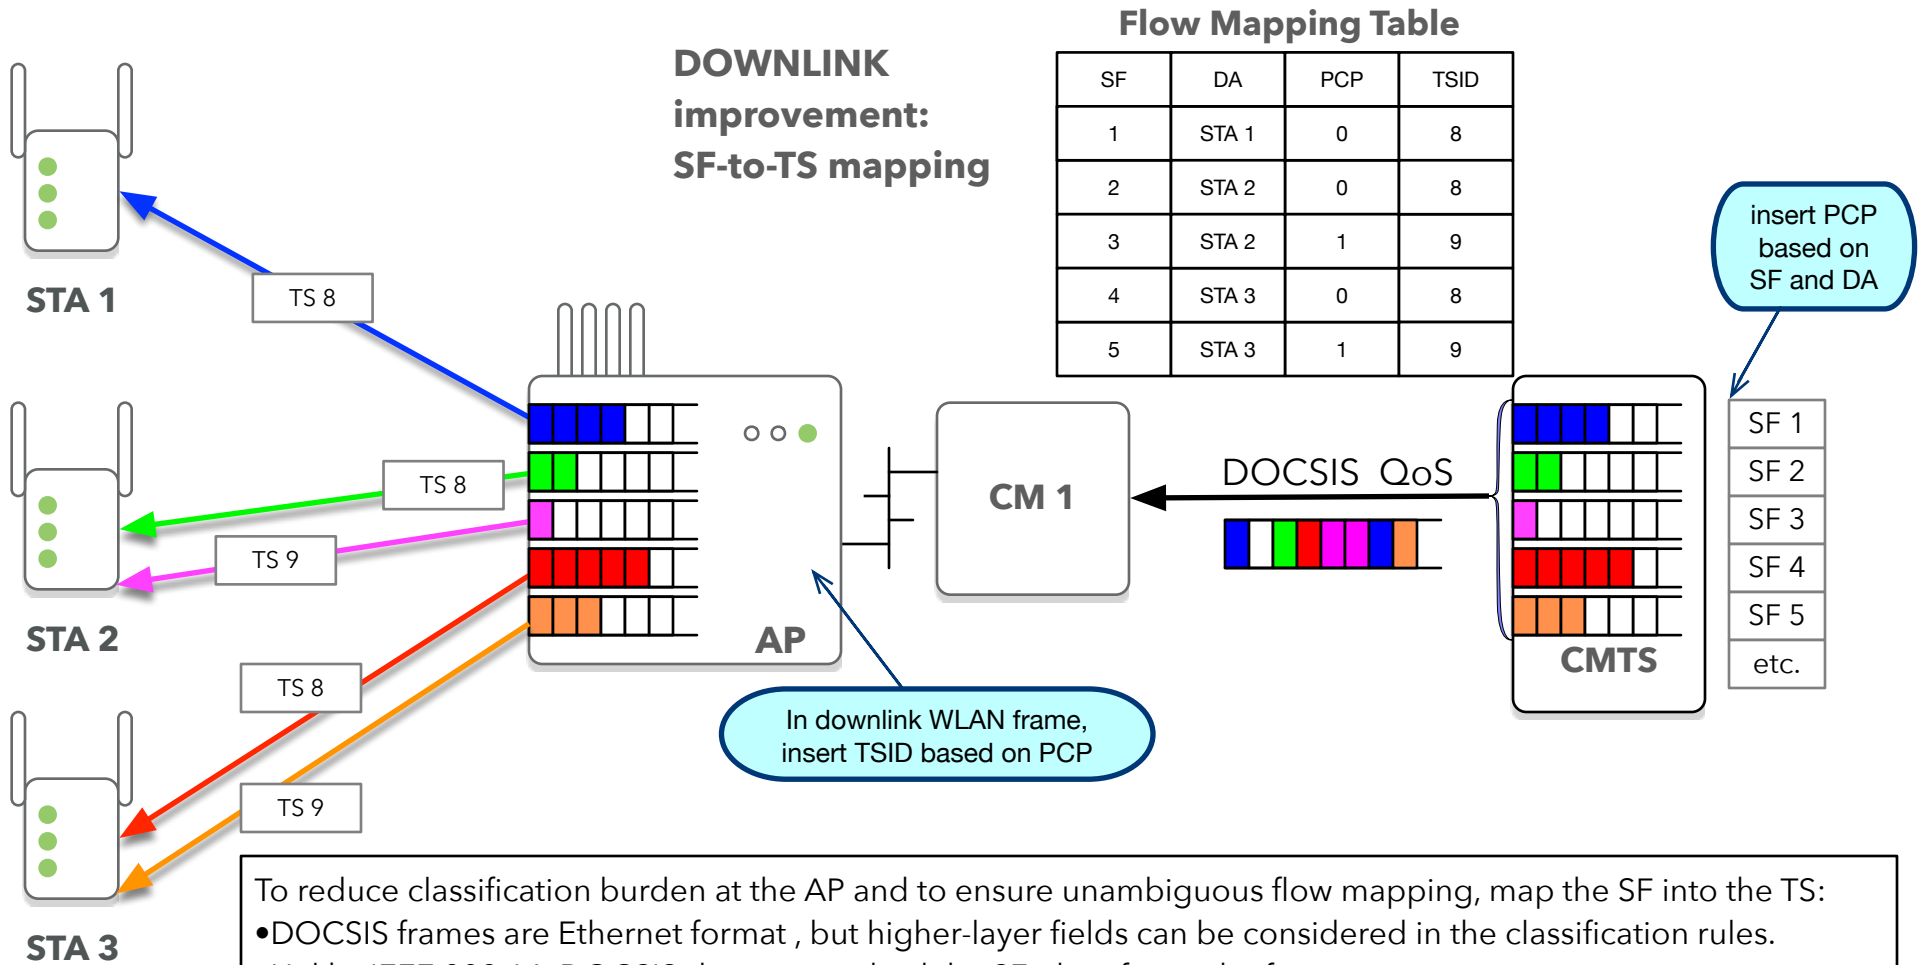 Flow Mapping Table
DOWNLINK
improvement:
SF-to-TS mapping
SF DA PCP TSID
1 STA 1 0 8
2 STA 2 0 8
3 STA 2 1 9
4 STA 3 0 8
5 STA 3 1 9
insert PCP
based on
SF and DA
STA 1
TS 8
STA 2
TS 8
TS 9
STA 3
TS 8
TS 9
AP
CM 1
DOCSIS QoS
CMTS
SF 1
SF 2
SF 3
SF 4
SF 5
etc.
In downlink WLAN frame,
insert TSID based on PCP
To reduce classification burden at the AP and to ensure unambiguous flow mapping, map the SF into the TS:
•DOCSIS frames are Ethernet format , but higher-layer fields can be considered in the classification rules.